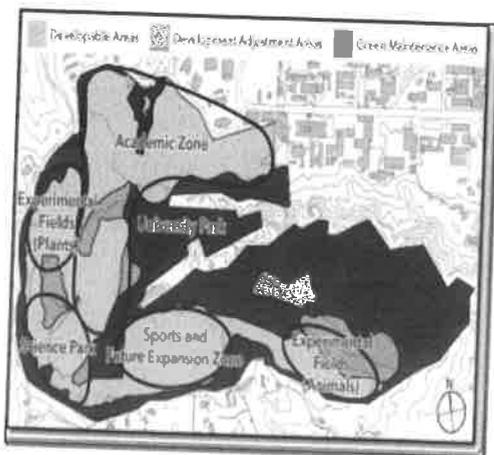 Developable Areas
Development Adjustment Areas
Green Maintenance Areas
Academic Zone
Experimental
Fields
(Plants)
University Park
Science Park
Sports and
Future Expansion Zone
Experimental
Fields
(Animals)
N